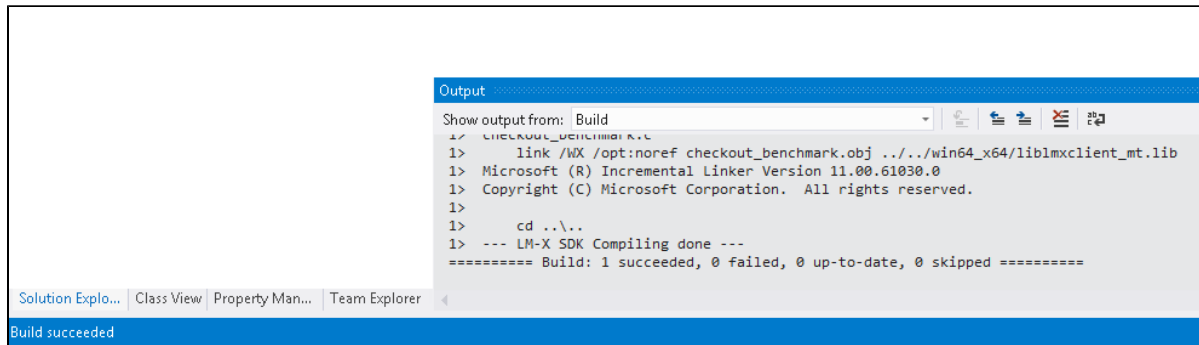 Output
Show output from: Build
1> checkout_benchmark.c
1> link /WX /opt:noref checkout_benchmark.obj ../../win64_x64/liblmxclient_mt.lib
1> Microsoft (R) Incremental Linker Version 11.00.61030.0
1> Copyright (C) Microsoft Corporation. All rights reserved.
1>
1> cd ..\..
1> --- LM-X SDK Compiling done ---
========== Build: 1 succeeded, 0 failed, 0 up-to-date, 0 skipped ==========
Solution Explo... Class View Property Man... Team Explorer
Build succeeded